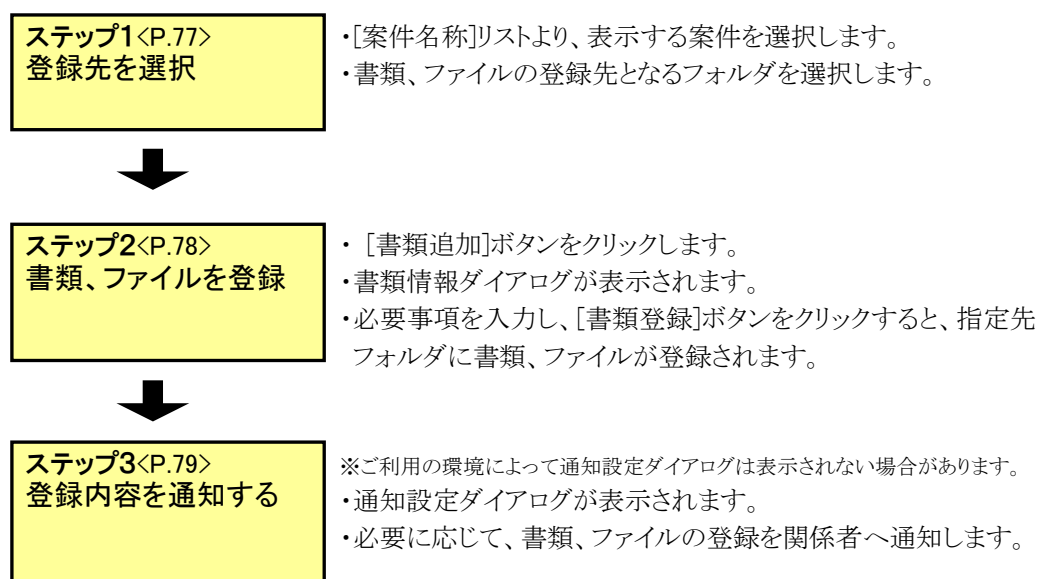 ステップ1<P.77>
登録先を選択
・[案件名称]リストより、表示する案件を選択します。
・書類、ファイルの登録先となるフォルダを選択します。
ステップ2<P.78>
書類、ファイルを登録
・ [書類追加]ボタンをクリックします。
・書類情報ダイアログが表示されます。
・必要事項を入力し、[書類登録]ボタンをクリックすると、指定先
フォルダに書類、ファイルが登録されます。
ステップ3<P.79>
登録内容を通知する
※ご利用の環境によって通知設定ダイアログは表示されない場合があります。
・通知設定ダイアログが表示されます。
・必要に応じて、書類、ファイルの登録を関係者へ通知します。